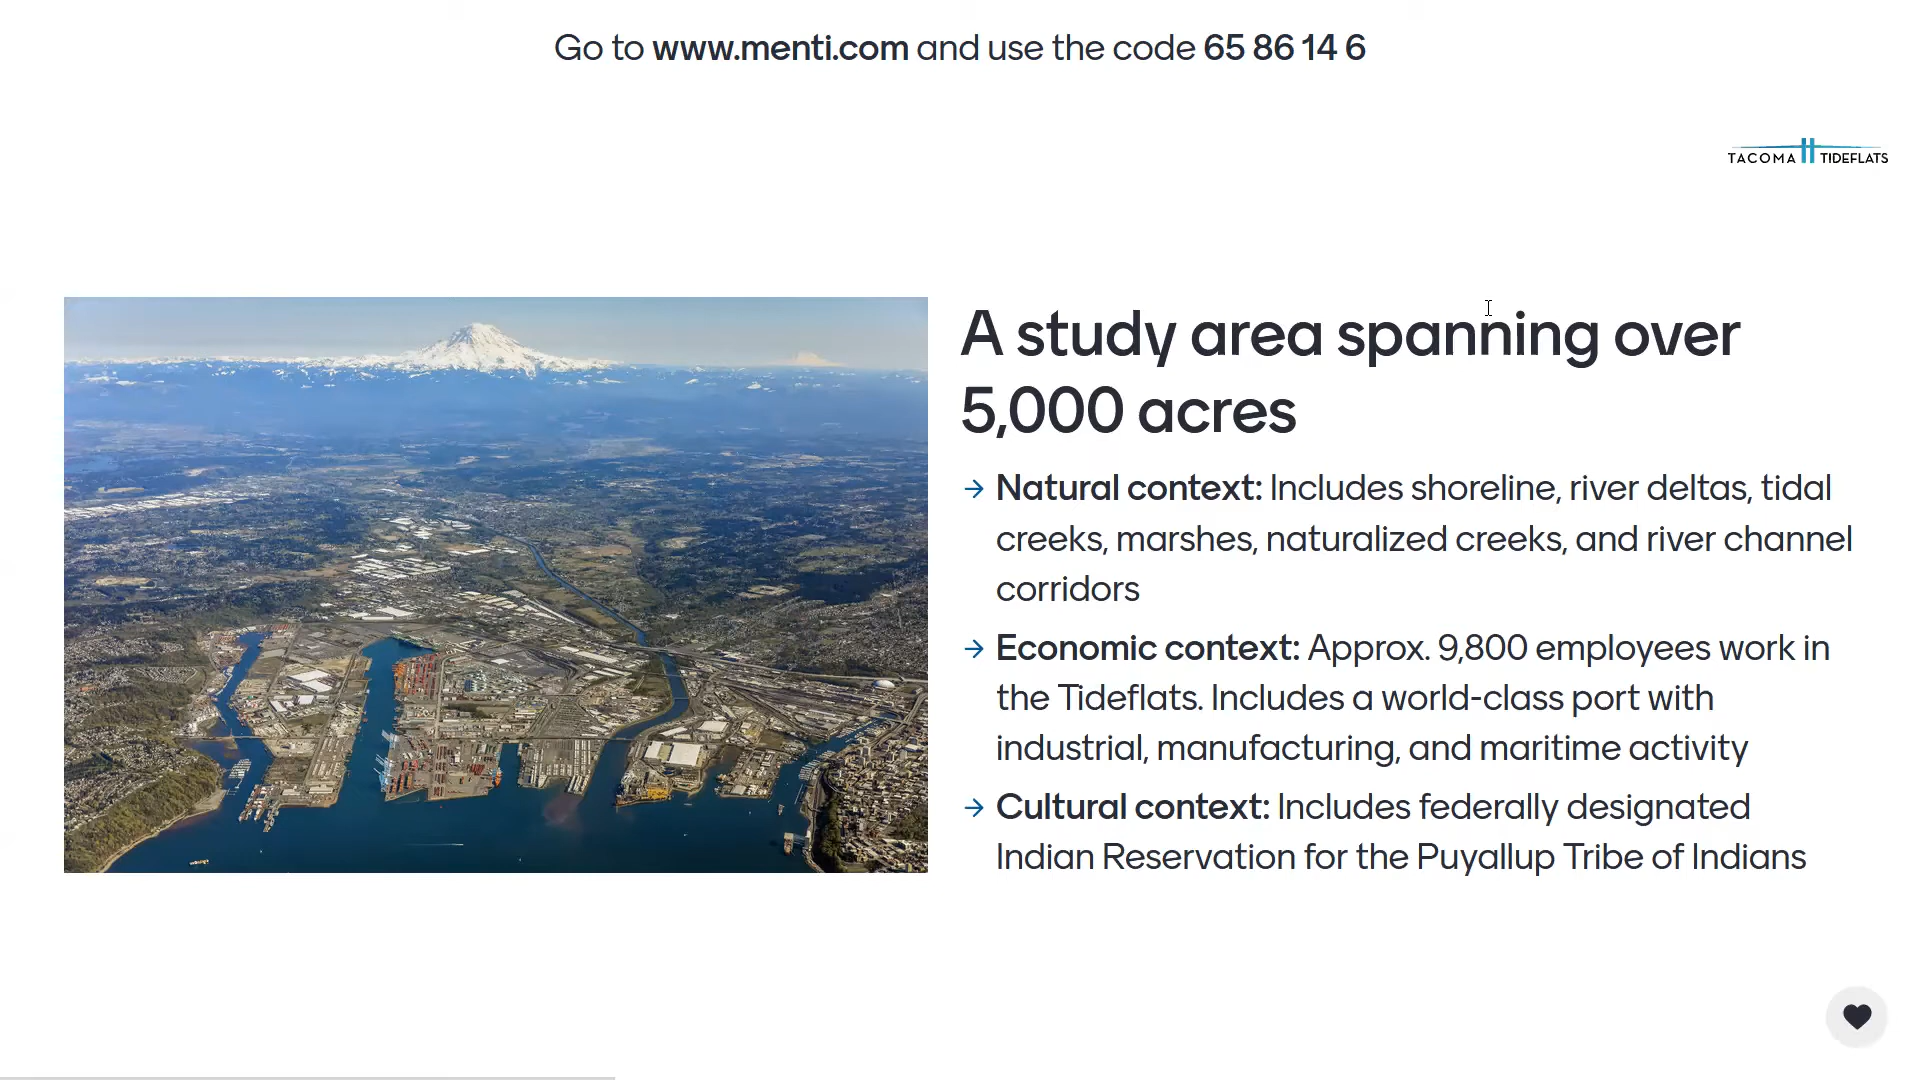 Go to www.menti.com and use the code 65 86 14 6
TACOMA TIDEFLATS
A study area spanning over
5,000 acres
→ Natural context: Includes shoreline, river deltas, tidal
creeks, marshes, naturalized creeks, and river channel
corridors
→ Economic context: Approx. 9,800 employees work in
the Tideflats. Includes a world-class port with
industrial, manufacturing, and maritime activity
→ Cultural context: Includes federally designated
Indian Reservation for the Puyallup Tribe of Indians